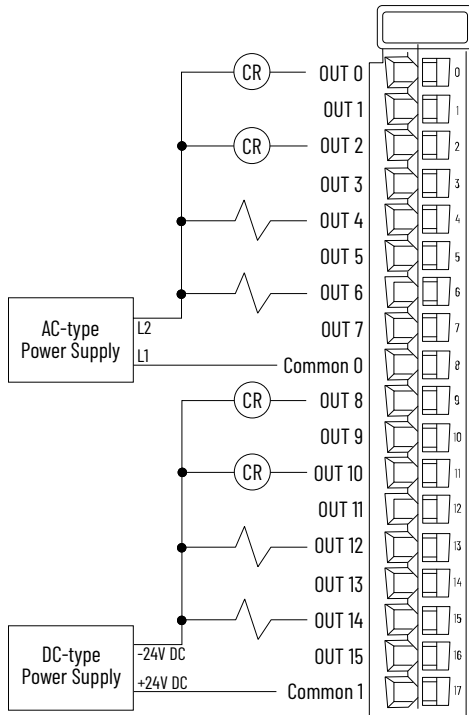 CR OUT 0 0
OUT 1 1
CR OUT 2 2
OUT 3 3
OUT 4 4
OUT 5 5
OUT 6 6
AC-type
Power Supply
L2
L1
OUT 7 7
Common 0 8
CR OUT 8 9
OUT 9 10
CR OUT 10 11
OUT 11 12
OUT 12 13
OUT 13 14
OUT 14 15
DC-type
Power Supply
-24V DC
+24V DC
OUT 15 16
Common 1 17